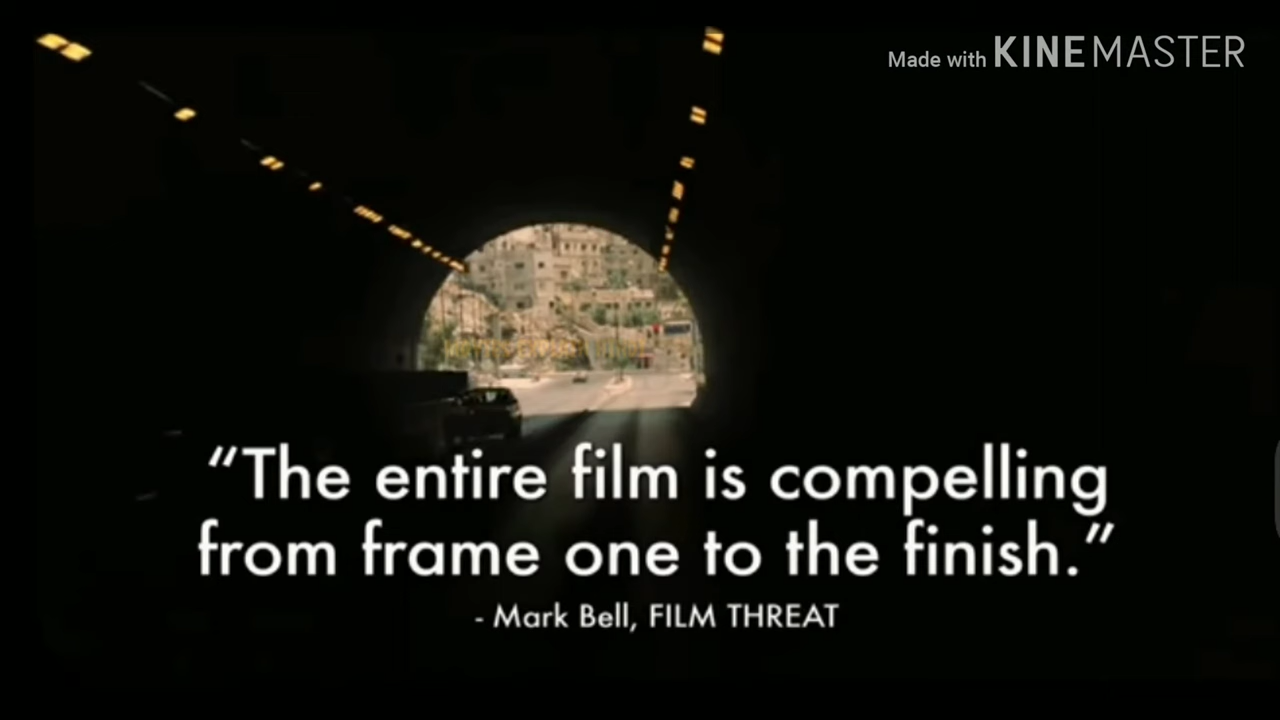 Made with KINEMASTER
“The entire film is compelling
from frame one to the finish.”
- Mark Bell, FILM THREAT